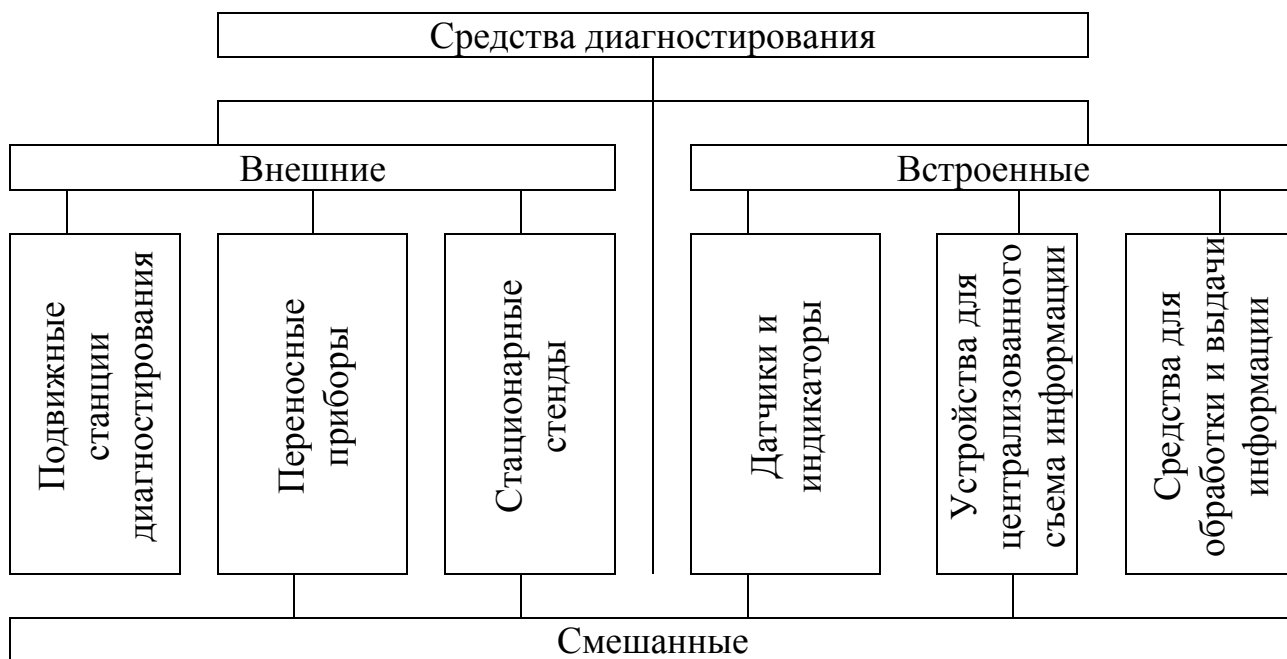 Средства диагностирования
Внешние
Встроенные
Подвижные
станции
диагностирования
Переносные
приборы
Стационарные
стенды
Датчики и
индикаторы
Устройства для
централизованного
съема информации
Средства для
обработки и выдачи
информации
Смешанные